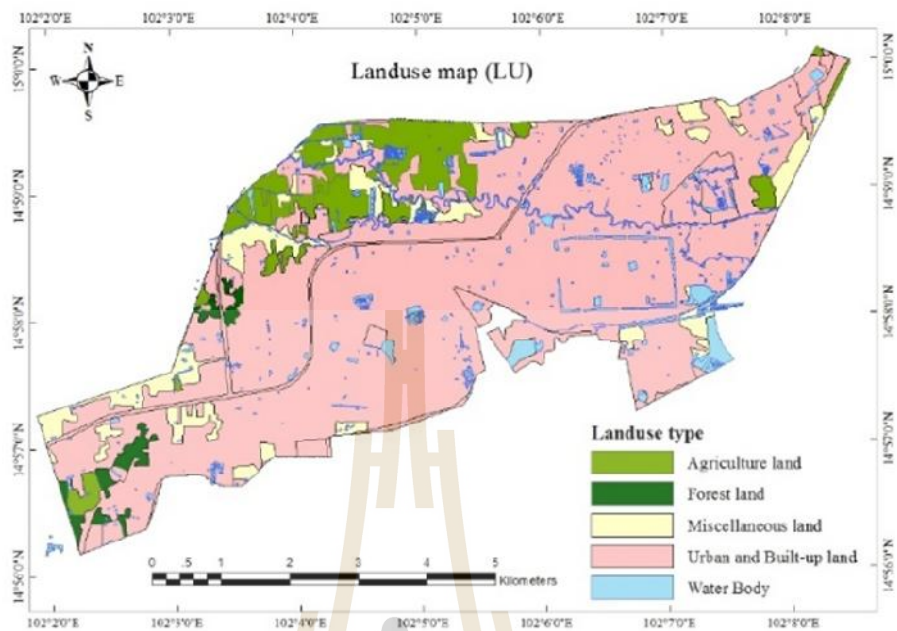 102°2'0"E 102°3'0"E 102°4'0"E 102°5'0"E 102°6'0"E 102°7'0"E 102°8'0"E
N
W E
S
Landuse map (LU)
15°0'0"N 15°0'0"N
14°59'0"N 14°59'0"N
14°58'0"N 14°58'0"N
14°57'0"N 14°57'0"N
14°56'0"N 14°56'0"N
Landuse type
Agriculture land
Forest land
Miscellaneous land
Urban and Built-up land
Water Body
0 .5 1 2 3 4 5
Kilometers
102°2'0"E 102°3'0"E 102°4'0"E 102°5'0"E 102°6'0"E 102°7'0"E 102°8'0"E